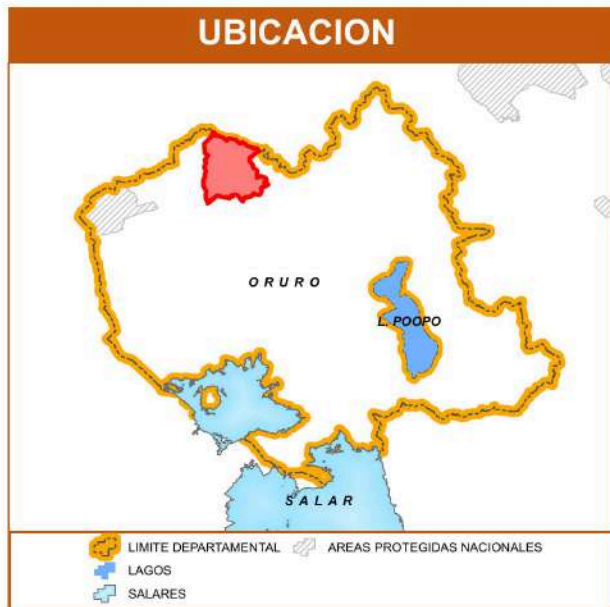 UBICACION
ORURO
L. POOPO
SALAR
LIMITE DEPARTAMENTAL
AREAS PROTEGIDAS NACIONALES
LAGOS
SALARES